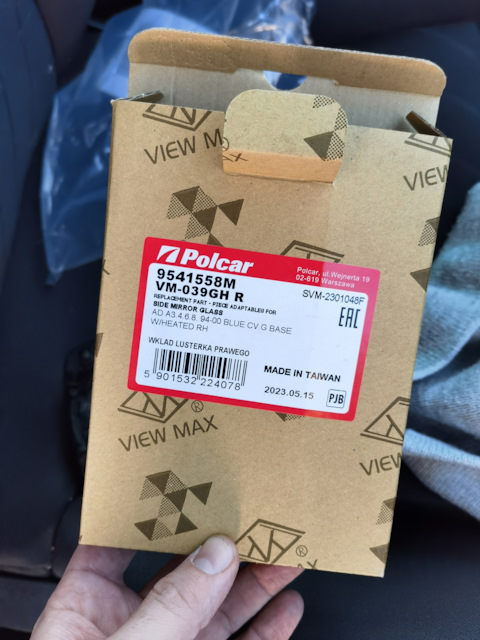 VIEW MAX
Polcar
Polcar, ul.Wejnerta 19
02-619 Warszawa
9541558M
VM-039GH R
SVM-2301048F
REPLACEMENT PART - PIECE ADAPTABLES FOR
SIDE MIRROR GLASS
EAC
AD A3.4.6.8. 94-00 BLUE CV.G BASE
W/HEATED RH
WKLAD LUSTERKA PRAWEGO
MADE IN TAIWAN
5 901532 224078
2023.05.15
PJB
® VIEW MAX
VIEW MAX
VIEW
®